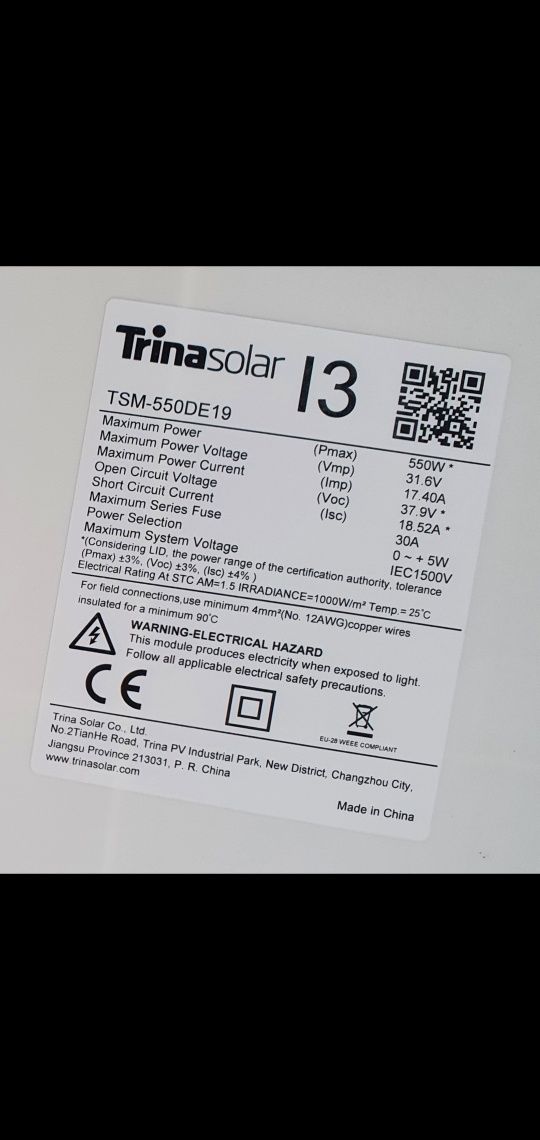 Trinasolar I3
TSM-550DE19
Maximum Power (Pmax) 550W *
Maximum Power Voltage (Vmp) 31.6V
Maximum Power Current (Imp) 17.40A
Open Circuit Voltage (Voc) 37.9V *
Short Circuit Current (Isc) 18.52A *
Maximum Series Fuse 30A
Power Selection 0 ~ + 5W
Maximum System Voltage IEC1500V
*(Considering LID, the power range of the certification authority, tolerance
(Pmax) ±3%, (Voc) ±3%, (Isc) ±4% )
Electrical Rating At STC AM=1.5 IRRADIANCE=1000W/m² Temp.= 25℃
For field connections,use minimum 4mm²(No. 12AWG)copper wires
insulated for a minimum 90℃
WARNING-ELECTRICAL HAZARD
This module produces electricity when exposed to light.
Follow all applicable electrical safety precautions.
CE
EU-28 WEEE COMPLIANT
Trina Solar Co., Ltd.
No.2TianHe Road, Trina PV Industrial Park, New District, Changzhou City,
Jiangsu Province 213031, P. R. China
www.trinasolar.com
Made in China